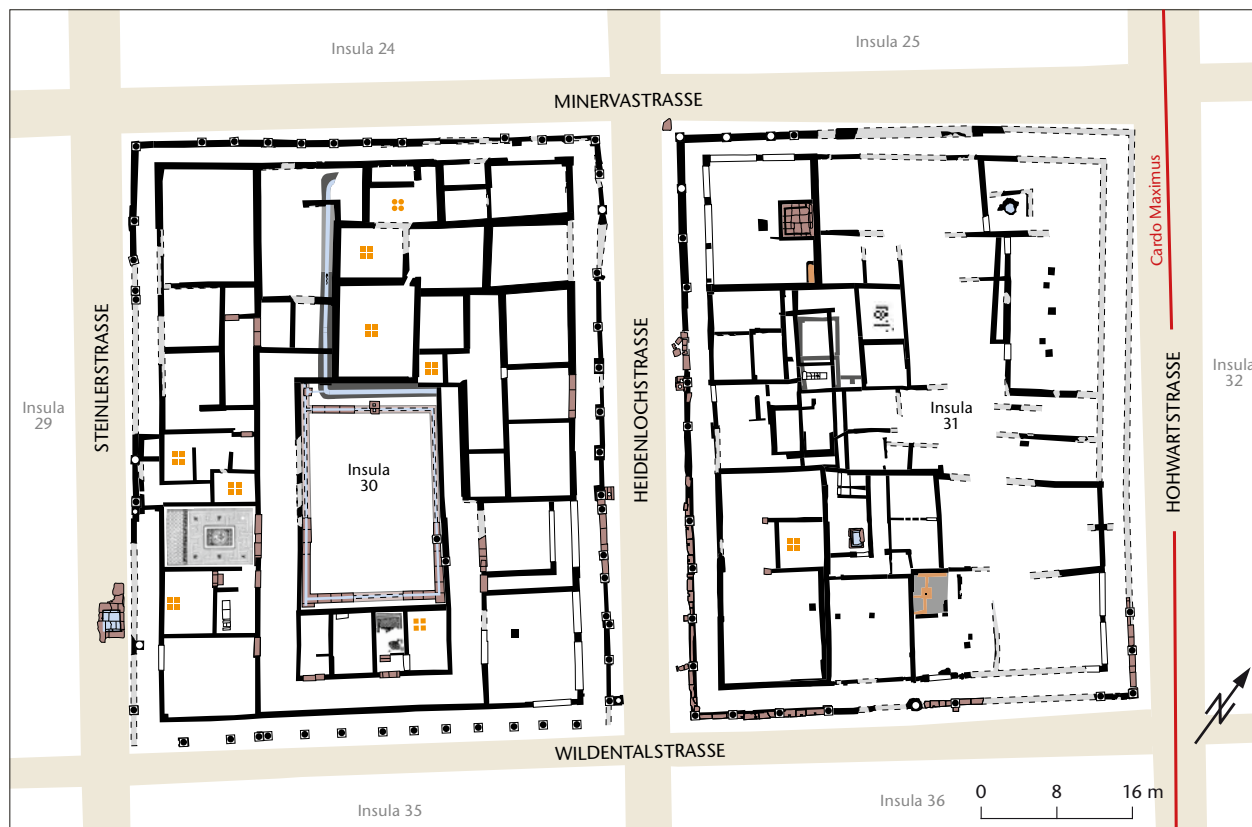 Insula 24
Insula 25
MINERVASTRASSE
Cardo Maximus
STEINLERSTRASSE
HEIDENLOCHSTRASSE
HOHWARTSTRASSE
Insula
29
Insula
30
Insula
31
Insula
32
N
WILDENTALSTRASSE
Insula 35
Insula 36
0 8 16 m